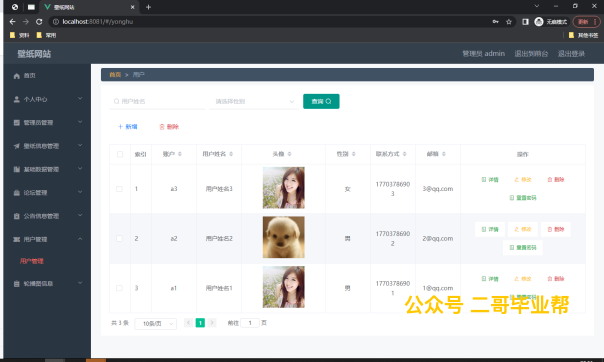 壁纸网站
localhost:8081/#/yonghu
无痕模式
更新
资料
常用
其他书签
壁纸网站
管理员 admin
退出到前台
退出登录
首页
个人中心
管理员管理
壁纸信息管理
基础数据管理
论坛管理
公告信息管理
用户管理
用户管理
轮播图信息
首页 > 用户
用户姓名
请选择性别
查询
+ 新增
删除
索引 账户 用户姓名 头像 性别 联系方式 邮箱 操作
1 a3 用户姓名3 女 17703786903 3@qq.com 详情 修改 删除 重置密码
2 a2 用户姓名2 男 17703786902 2@qq.com 详情 修改 删除 重置密码
3 a1 用户姓名1 男 17703786901 1@qq.com 详情 修改 删除 重置密码
共 3 条 10条/页 < 1 > 前往 1 页
公众号 二哥毕业帮